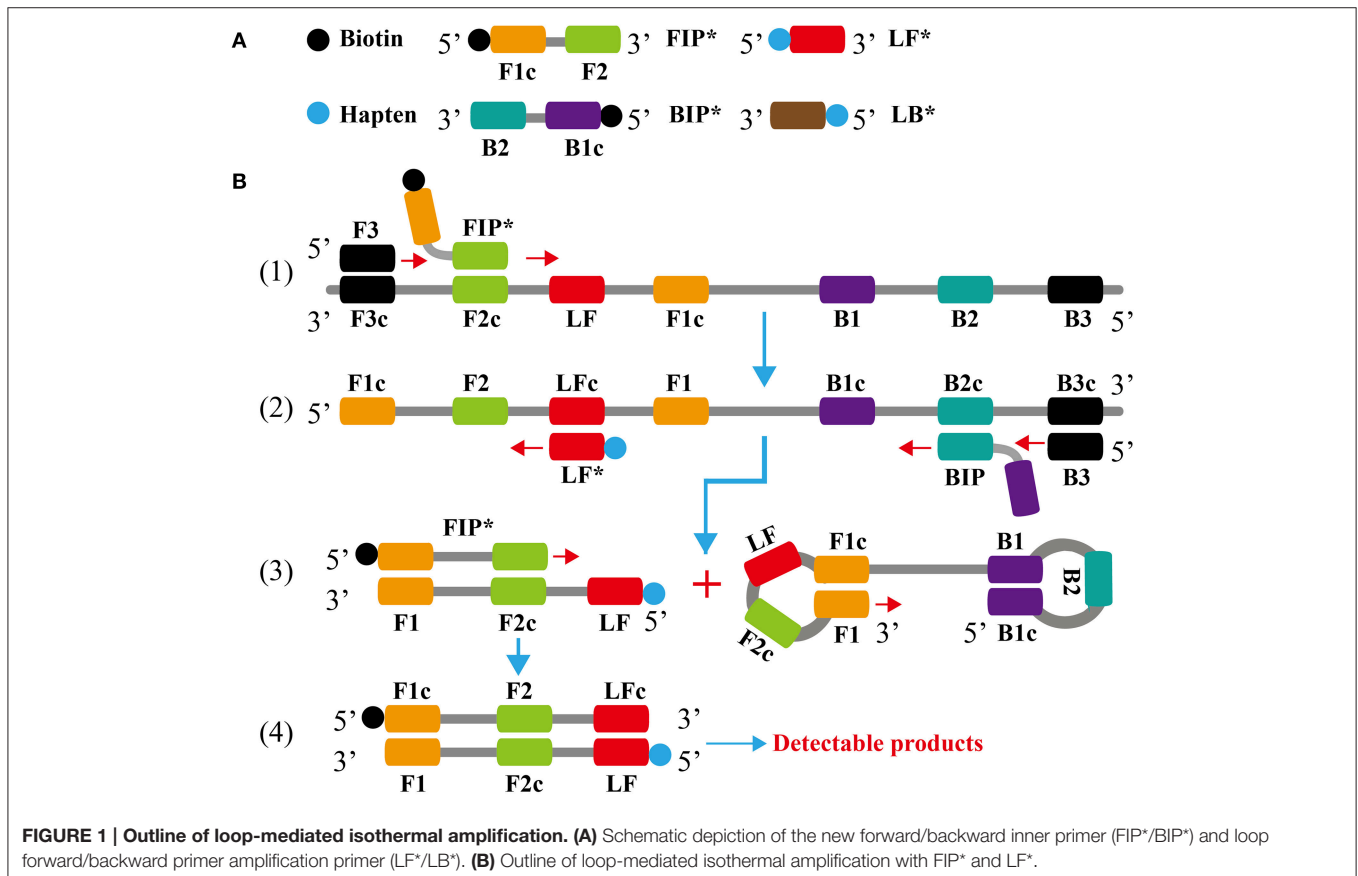 A
Biotin
5’
3’
FIP*
5’
3’
LF*
F1c
F2
Hapten
3’
5’
BIP*
3’
5’
LB*
B2
B1c
B
F3
FIP*
5’
(1)
3’
F3c
F2c
LF
F1c
B1
B2
B3
5’
F1c
F2
LFc
F1
B1c
B2c
B3c
3’
(2)
5’
5’
LF*
BIP
B3
FIP*
(3)
5’
3’
F1
F2c
LF
5’
+
LF
F1c
F2c
F1
3’
B1
B2
5’
B1c
F1c
F2
LFc
(4)
5’
3’
3’
5’
Detectable products
F1
F2c
LF
FIGURE 1 | Outline of loop-mediated isothermal amplification. (A) Schematic depiction of the new forward/backward inner primer (FIP*/BIP*) and loop
forward/backward primer amplification primer (LF*/LB*). (B) Outline of loop-mediated isothermal amplification with FIP* and LF*.